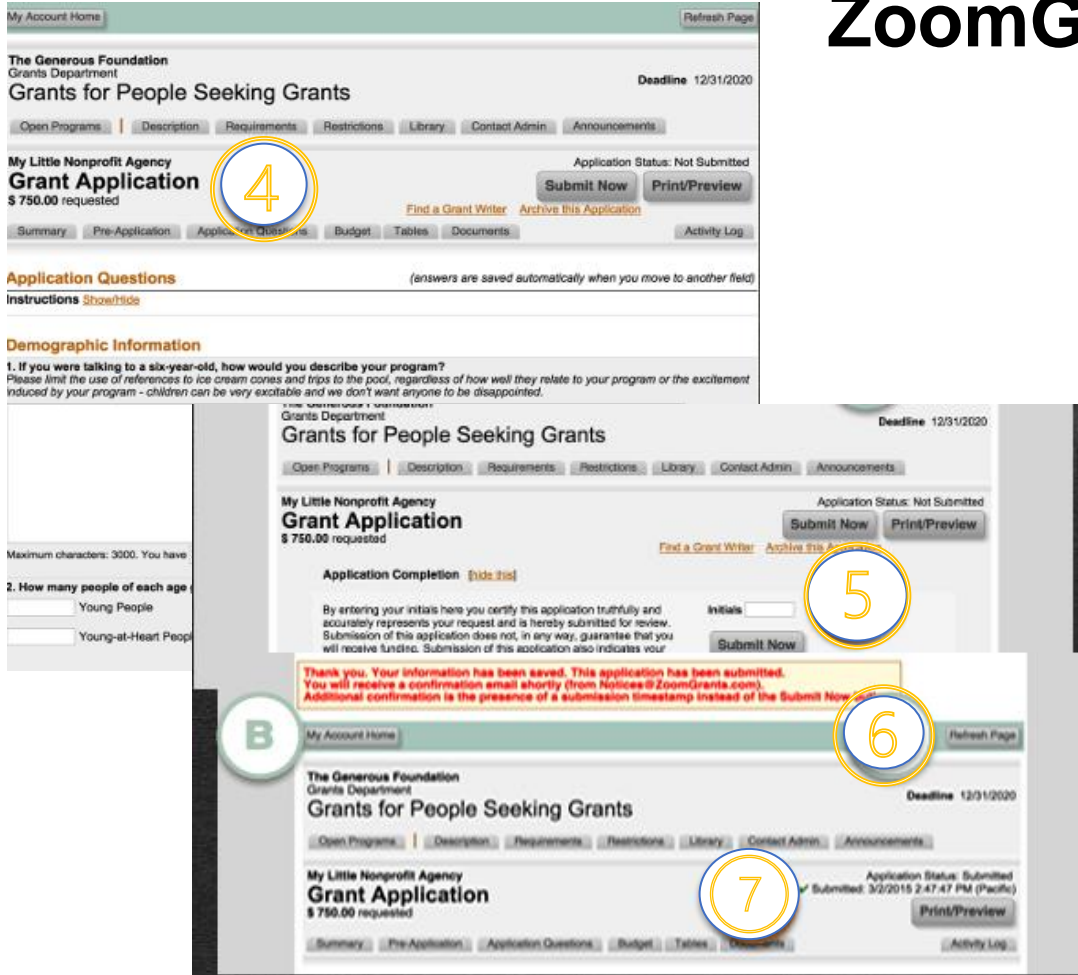 ZoomG
My Account Home Refresh Page
The Generous Foundation
Grants Department
Deadline 12/31/2020
Grants for People Seeking Grants
Open Programs | Description Requirements Restrictions Library Contact Admin Announcements
My Little Nonprofit Agency Application Status: Not Submitted
Grant Application
4
Submit Now Print/Preview
$ 750.00 requested
Find a Grant Writer Archive this Application
Summary Pre-Application Application Questions Budget Tables Documents Activity Log
Application Questions (answers are saved automatically when you move to another field)
Instructions Show/Hide
Demographic Information
1. If you were talking to a six-year-old, how would you describe your program?
Please limit the use of references to ice cream cones and trips to the pool, regardless of how well they relate to your program or the excitement
induced by your program - children can be very excitable and we don't want anyone to be disappointed.
Maximum characters: 3000. You have
2. How many people of each age
Young People
Young-at-Heart Peopl
The Generous Foundation
Grants Department
Deadline 12/31/2020
Grants for People Seeking Grants
Open Programs | Description Requirements Restrictions Library Contact Admin Announcements
My Little Nonprofit Agency Application Status: Not Submitted
Grant Application
Submit Now Print/Preview
$ 750.00 requested
Find a Grant Writer Archive this Application
5
Application Completion [hide this]
By entering your initials here you certify this application truthfully and
Initials
accurately represents your request and is hereby submitted for review.
Submission of this application does not, in any way, guarantee that you
will receive funding. Submission of this application also indicates your
Submit Now
Thank you. Your information has been saved. This application has been submitted.
You will receive a confirmation email shortly (from Notices@ZoomGrants.com).
Additional confirmation is the presence of a submission timestamp instead of the Submit Now
B
My Account Home
6
Refresh Page
The Generous Foundation
Grants Department
Deadline 12/31/2020
Grants for People Seeking Grants
Open Programs | Description Requirements Restrictions Library Contact Admin Announcements
My Little Nonprofit Agency Application Status: Submitted
7
Submitted: 3/2/2015 2:47:47 PM (Pacific)
Grant Application
$ 750.00 requested
Print/Preview
Summary Pre-Application Application Questions Budget Tables Documents Activity Log